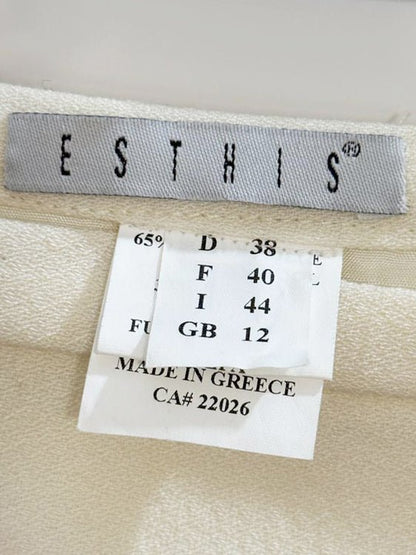 ESTHIS®
65%
D 38
F 40
I 44
GB 12
FU
MADE IN GREECE
CA# 22026